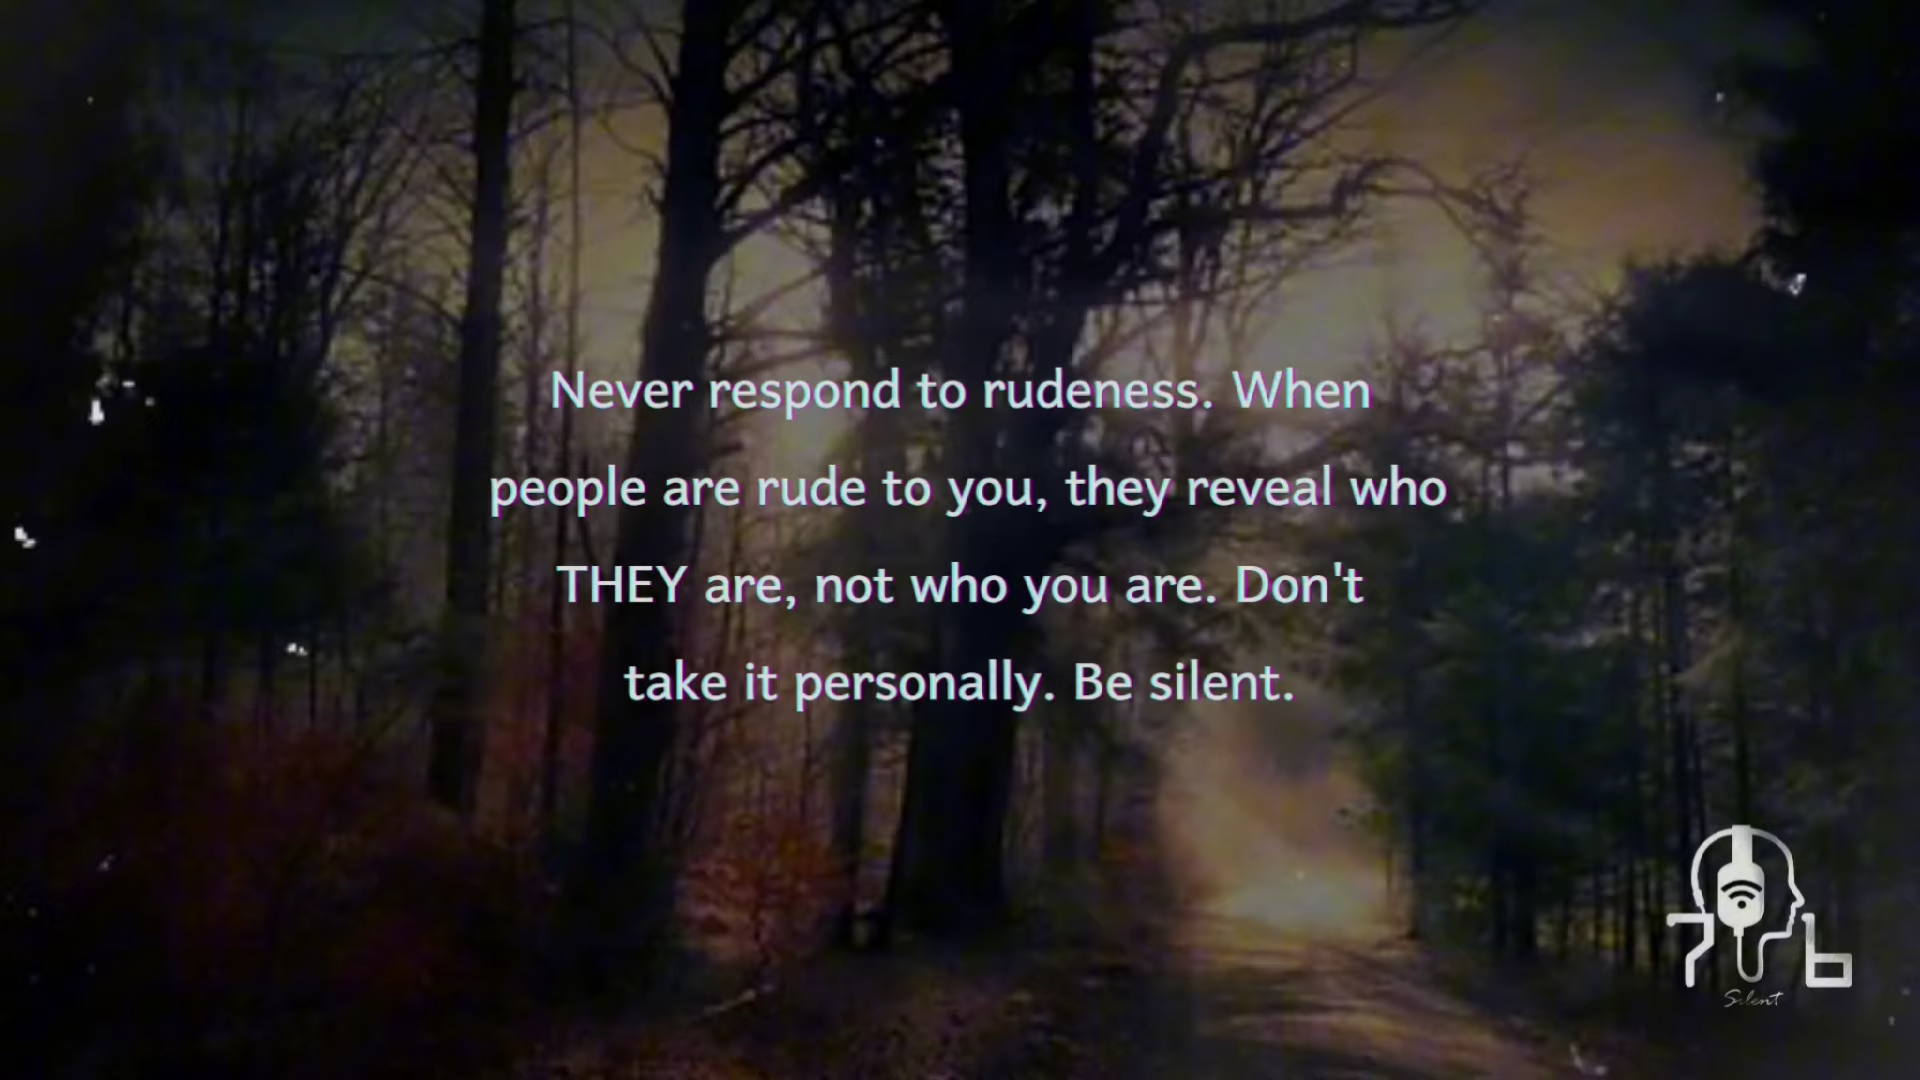 Never respond to rudeness. When
people are rude to you, they reveal who
THEY are, not who you are. Don't
take it personally. Be silent.
Silent